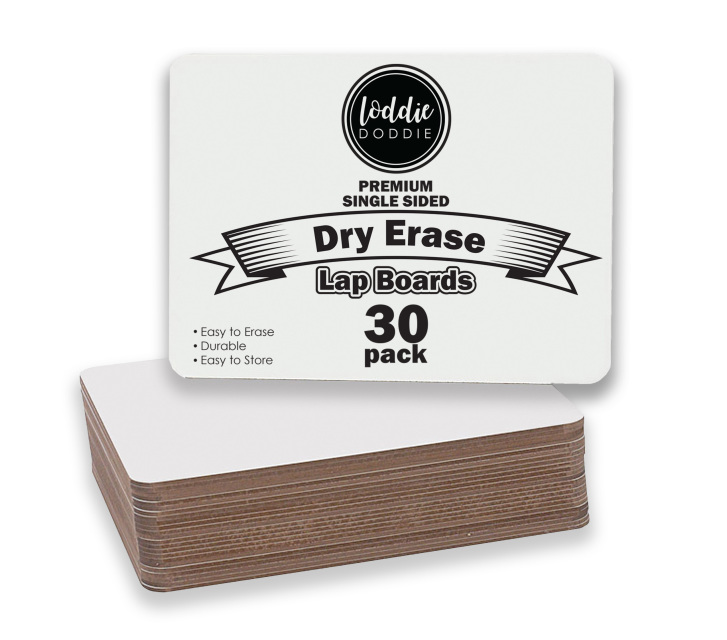 loddie
DODDIE
PREMIUM
SINGLE SIDED
Dry Erase
Lap Boards
30
pack
• Easy to Erase
• Durable
• Easy to Store